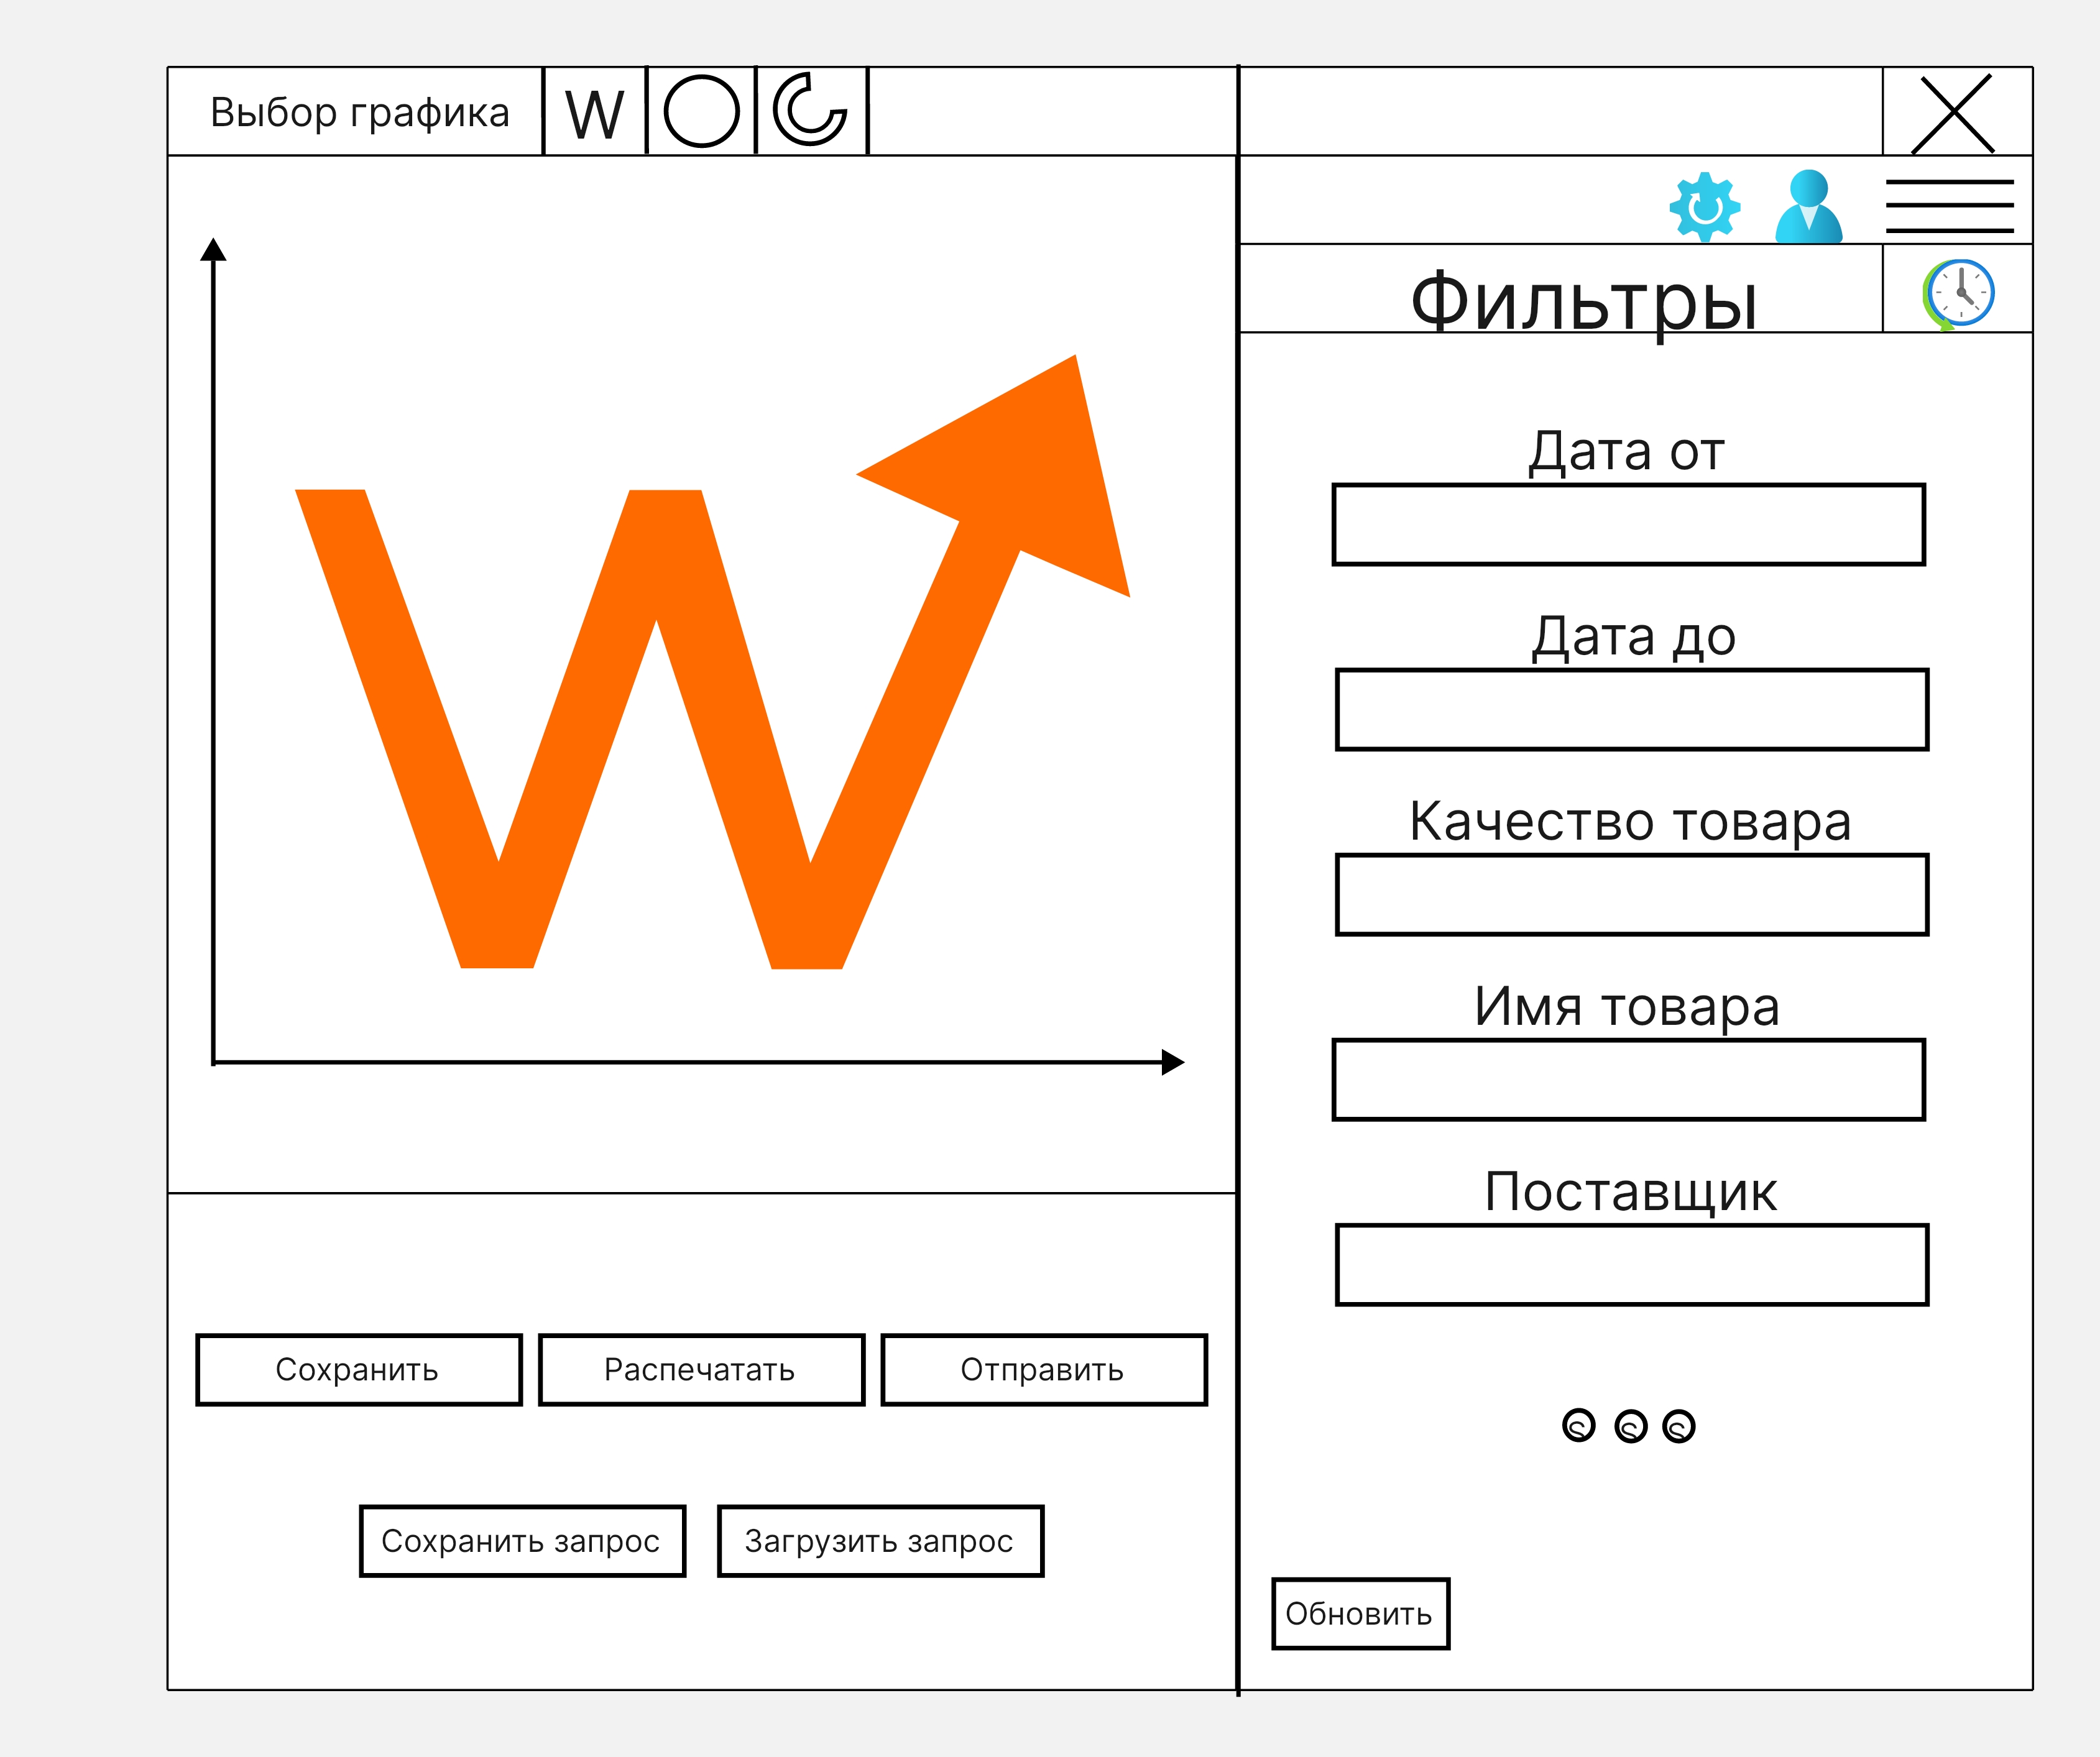 Выбор графика
W
Фильтры
Дата от
Дата до
Качество товара
Имя товара
Поставщик
Сохранить
Распечатать
Отправить
Сохранить запрос
Загрузить запрос
Обновить